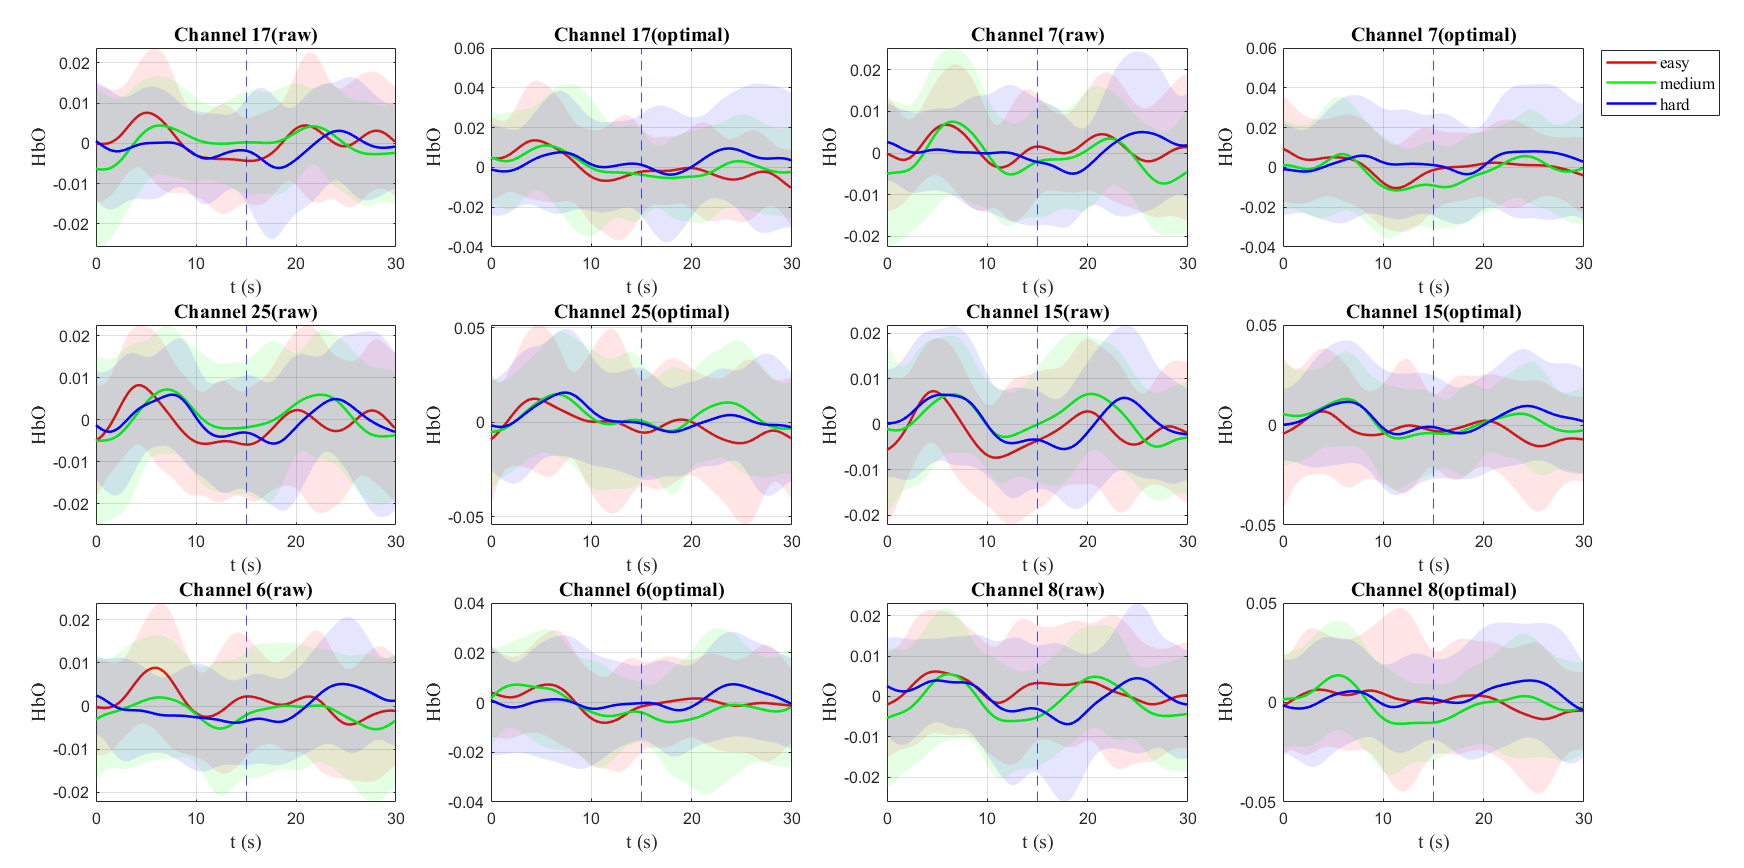 Channel 17(raw)
0.02
0.01
0
-0.01
-0.02
HbO
0
10
20
30
t (s)
Channel 17(optimal)
0.06
0.04
0.02
0
-0.02
-0.04
HbO
0
10
20
30
t (s)
Channel 7(raw)
0.02
0.01
0
-0.01
-0.02
HbO
0
10
20
30
t (s)
Channel 7(optimal)
0.06
0.04
0.02
0
-0.02
-0.04
HbO
0
10
20
30
t (s)
easy
medium
hard
Channel 25(raw)
0.02
0.01
0
-0.01
-0.02
HbO
0
10
20
30
t (s)
Channel 25(optimal)
0.05
0
-0.05
HbO
0
10
20
30
t (s)
Channel 15(raw)
0.02
0.01
0
-0.01
-0.02
HbO
0
10
20
30
t (s)
Channel 15(optimal)
0.05
0
-0.05
HbO
0
10
20
30
t (s)
Channel 6(raw)
0.02
0.01
0
-0.01
-0.02
HbO
0
10
20
30
t (s)
Channel 6(optimal)
0.04
0.02
0
-0.02
-0.04
HbO
0
10
20
30
t (s)
Channel 8(raw)
0.02
0.01
0
-0.01
-0.02
HbO
0
10
20
30
t (s)
Channel 8(optimal)
0.05
0
-0.05
HbO
0
10
20
30
t (s)